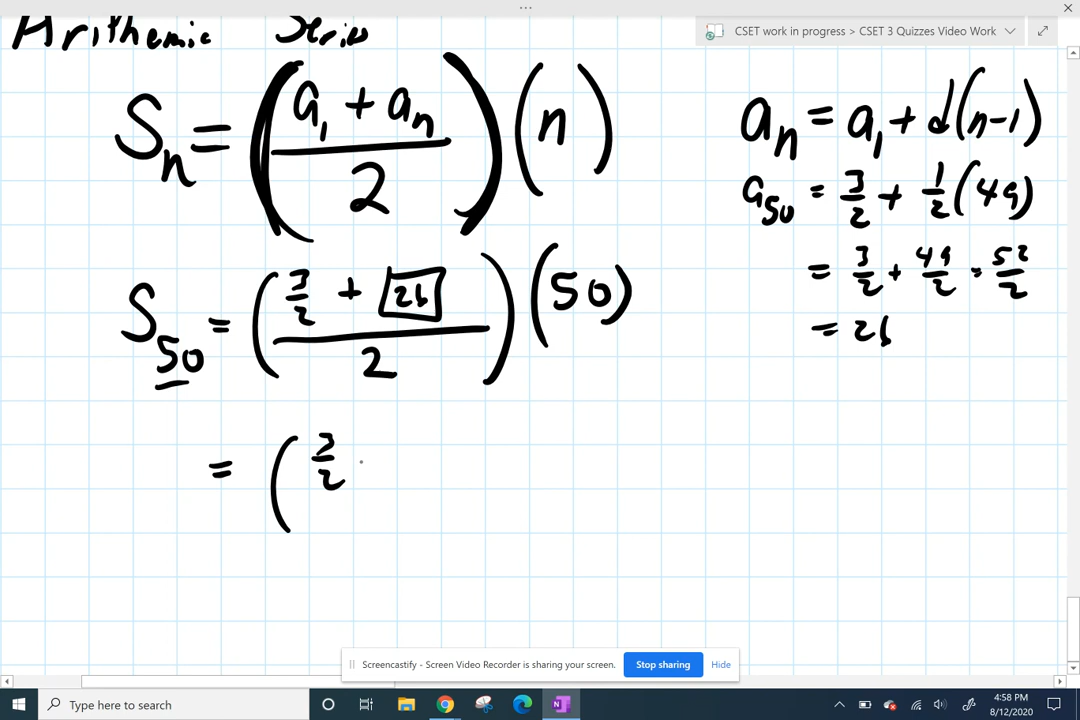 CSET work in progress > CSET 3 Quizzes Video Work
Arithemic Series
Sn = ((a1 + an)/2)(n)
S50 = ((3/2 + 26)/2)(50)
= (3/2
an = a1 + d(n-1)
a50 = 3/2 + 1/2(49)
= 3/2 + 49/2 = 52/2
= 26
Screencastify - Screen Video Recorder is sharing your screen.
Stop sharing
Hide
Type here to search
4:58 PM
8/12/2020